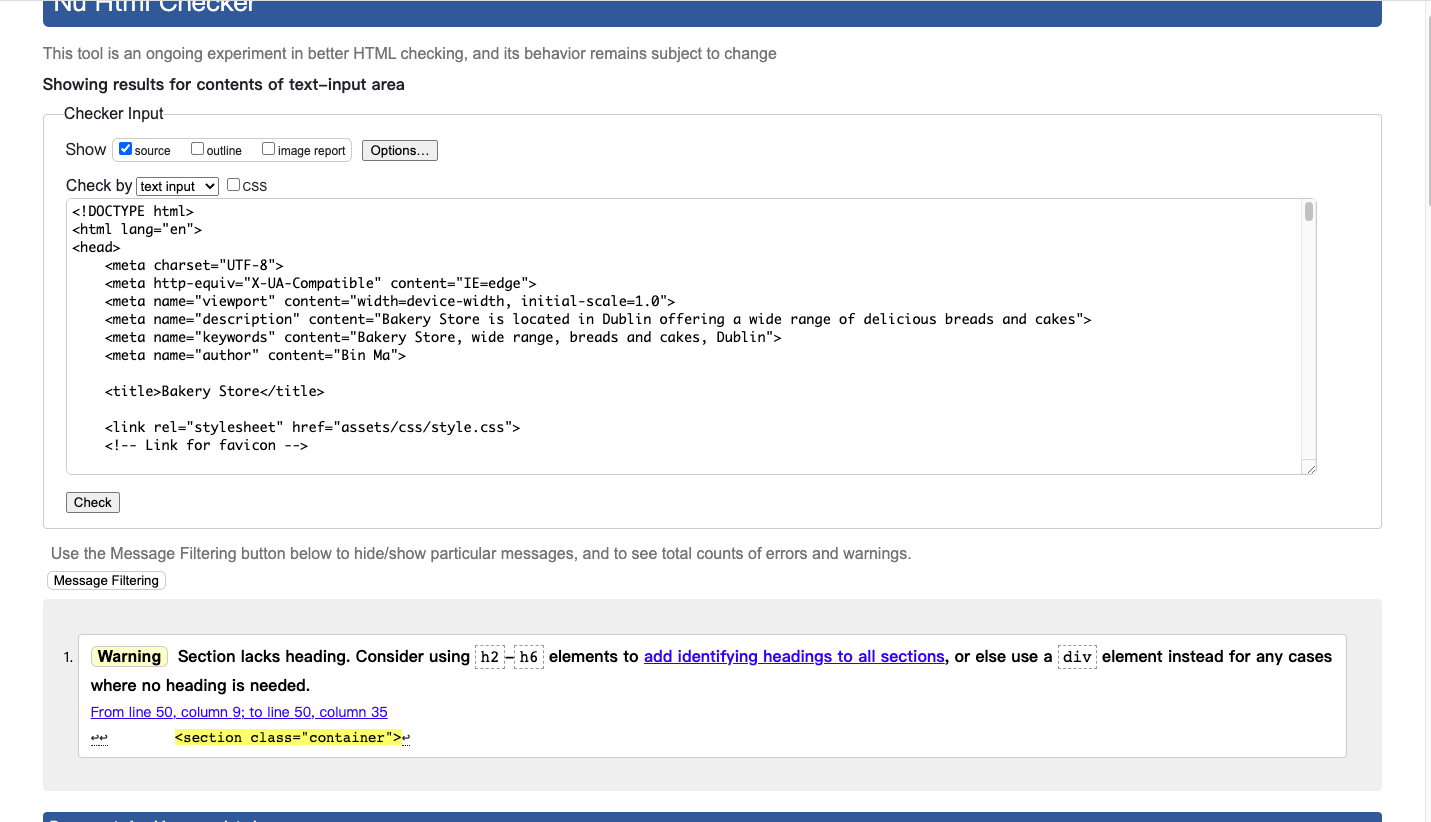 Nu Html Checker
This tool is an ongoing experiment in better HTML checking, and its behavior remains subject to change
Showing results for contents of text-input area
Checker Input
Show source outline image report Options...
Check by text input CSS
<!DOCTYPE html>
<html lang="en">
<head>
    <meta charset="UTF-8">
    <meta http-equiv="X-UA-Compatible" content="IE=edge">
    <meta name="viewport" content="width=device-width, initial-scale=1.0">
    <meta name="description" content="Bakery Store is located in Dublin offering a wide range of delicious breads and cakes">
    <meta name="keywords" content="Bakery Store, wide range, breads and cakes, Dublin">
    <meta name="author" content="Bin Ma">
    <title>Bakery Store</title>
    <link rel="stylesheet" href="assets/css/style.css">
    <!-- Link for favicon -->
Check
Use the Message Filtering button below to hide/show particular messages, and to see total counts of errors and warnings.
Message Filtering
1. Warning Section lacks heading. Consider using h2–h6 elements to add identifying headings to all sections, or else use a div element instead for any cases
where no heading is needed.
From line 50, column 9; to line 50, column 35
↩↩ <section class="container">↩